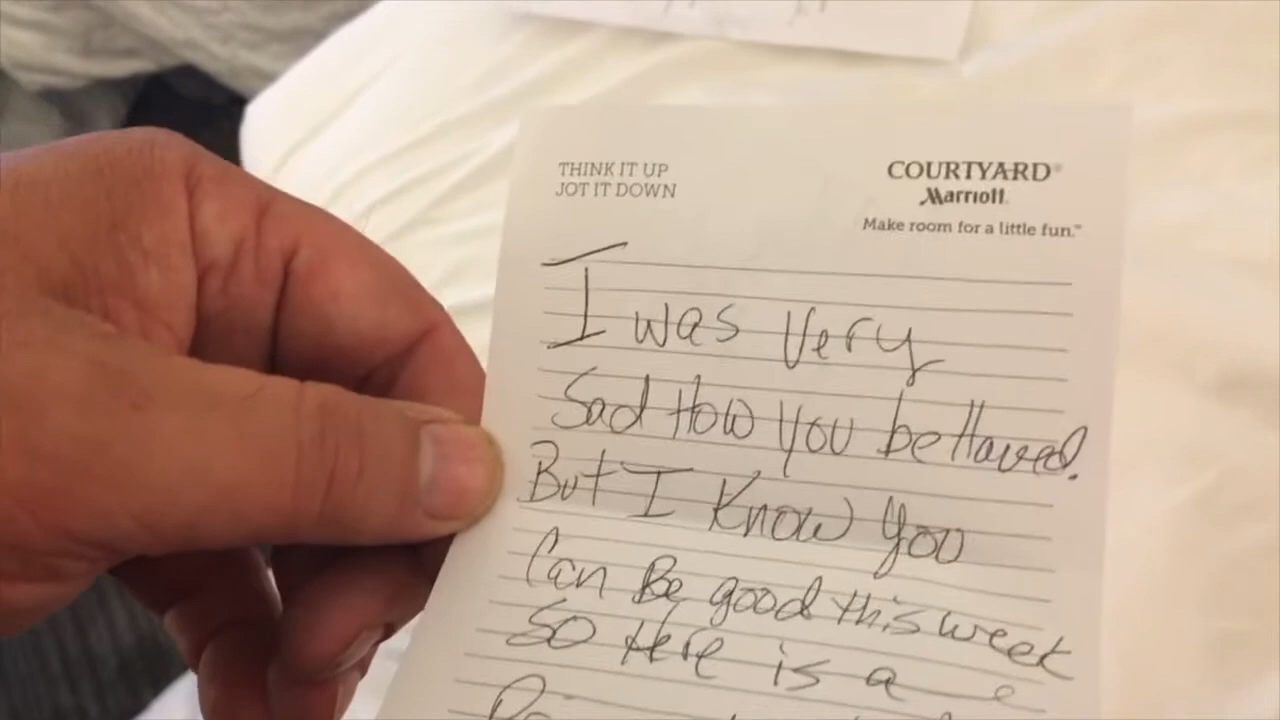 THINK IT UP
JOT IT DOWN
COURTYARD®
Marriott.
Make room for a little fun.™
I was Very
Sad How you beHaved.
But I Know you
Can Be good this week
So Here is a